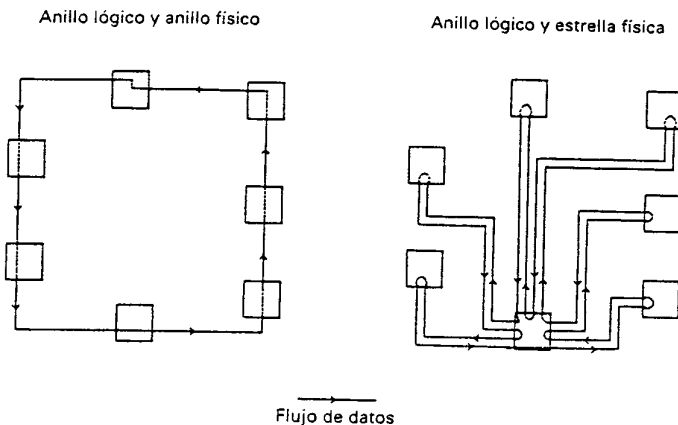 Anillo lógico y anillo físico
Anillo lógico y estrella física
Flujo de datos